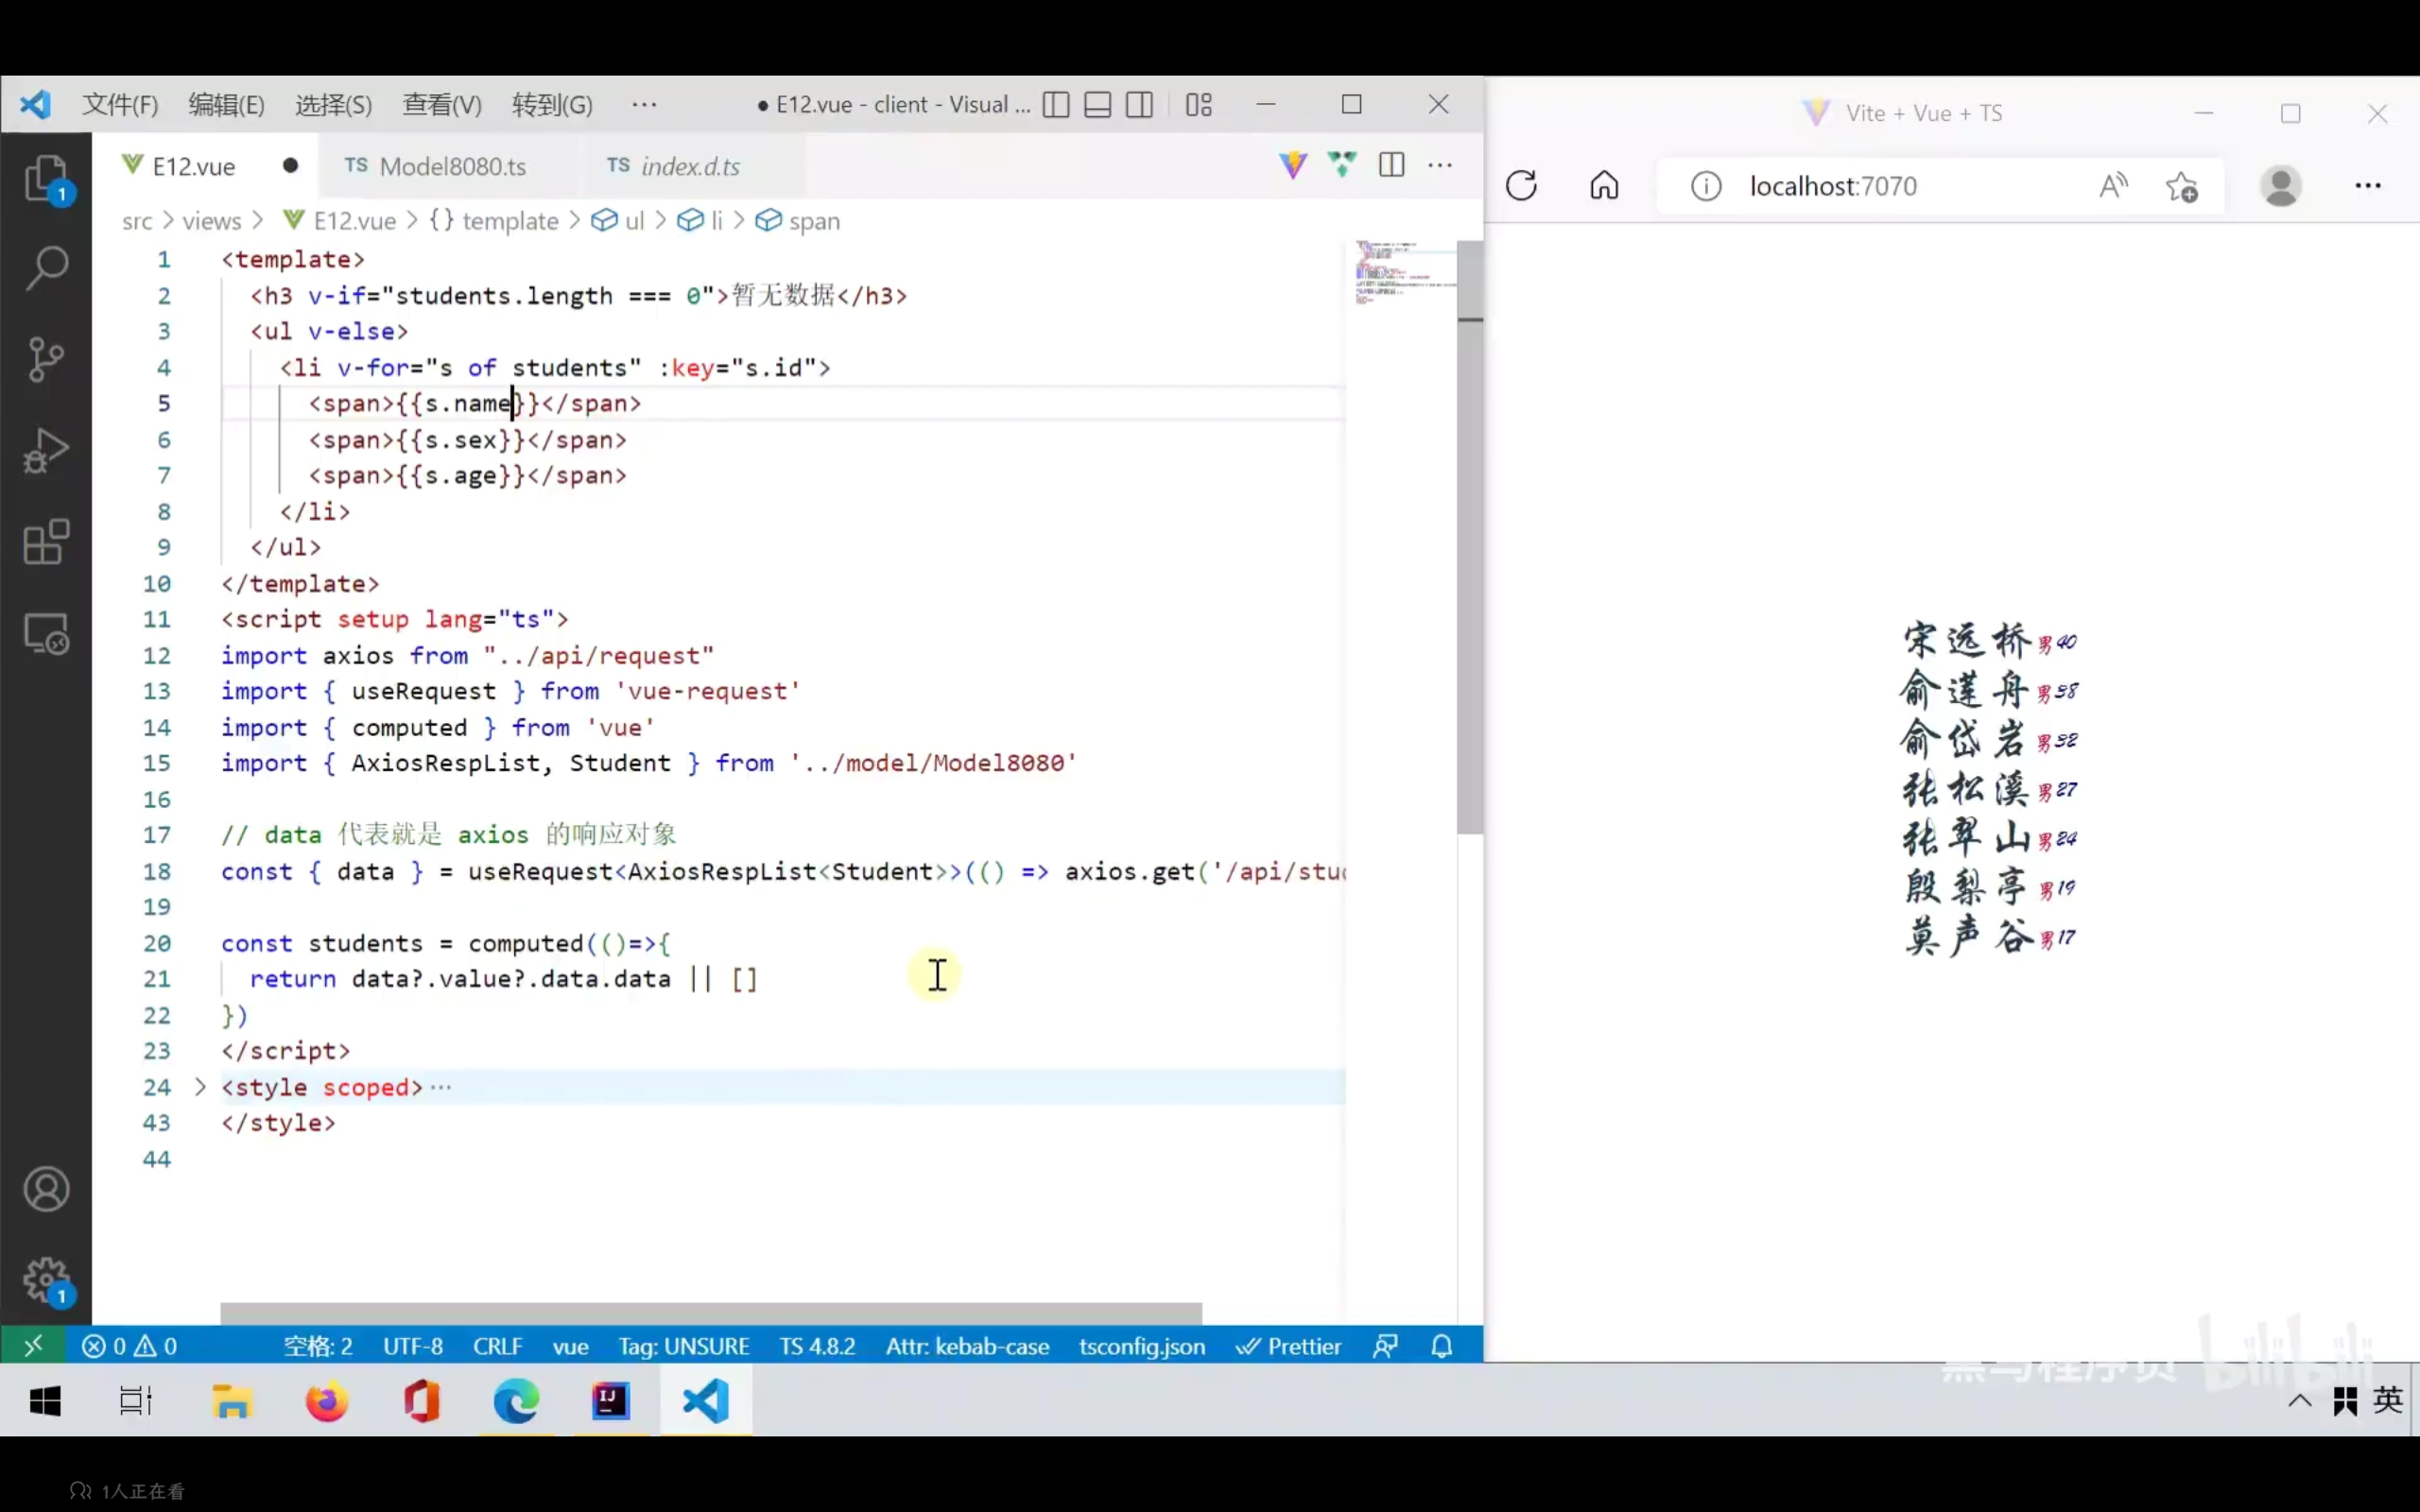 文件(F) 编辑(E) 选择(S) 查看(V) 转到(G) ··· ● E12.vue - client - Visual ...
E12.vue ● TS Model8080.ts TS index.d.ts ···
src > views > E12.vue > {} template > ul > li > span
1 <template>
2 <h3 v-if="students.length === 0">暂无数据</h3>
3 <ul v-else>
4 <li v-for="s of students" :key="s.id">
5 <span>{{s.name}}</span>
6 <span>{{s.sex}}</span>
7 <span>{{s.age}}</span>
8 </li>
9 </ul>
10 </template>
11 <script setup lang="ts">
12 import axios from "../api/request"
13 import { useRequest } from 'vue-request'
14 import { computed } from 'vue'
15 import { AxiosRespList, Student } from '../model/Model8080'
16
17 // data 代表就是 axios 的响应对象
18 const { data } = useRequest<AxiosRespList<Student>>(() => axios.get('/api/stu
19
20 const students = computed(()=>{
21 return data?.value?.data.data || []
22 })
23 </script>
24 <style scoped> ···
43 </style>
44
1
1
0 0 空格: 2 UTF-8 CRLF vue Tag: UNSURE TS 4.8.2 Attr: kebab-case tsconfig.json Prettier
Vite + Vue + TS
localhost:7070
宋远桥 男 40
俞莲舟 男 38
俞岱岩 男 32
张松溪 男 27
张翠山 男 24
殷梨亭 男 19
莫声谷 男 17
黑马程序员 bilibili
英
1人正在看